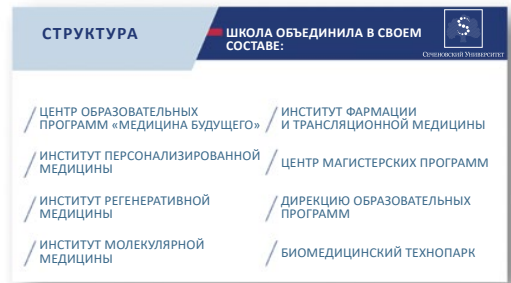 СТРУКТУРА
ШКОЛА ОБЪЕДИНИЛА В СВОЕМ
СОСТАВЕ:
Сеченовский Университет
ЦЕНТР ОБРАЗОВАТЕЛЬНЫХ
ПРОГРАММ «МЕДИЦИНА БУДУЩЕГО»
ИНСТИТУТ ПЕРСОНАЛИЗИРОВАННОЙ
МЕДИЦИНЫ
ИНСТИТУТ РЕГЕНЕРАТИВНОЙ
МЕДИЦИНЫ
ИНСТИТУТ МОЛЕКУЛЯРНОЙ
МЕДИЦИНЫ
ИНСТИТУТ ФАРМАЦИИ
И ТРАНСЛЯЦИОННОЙ МЕДИЦИНЫ
ЦЕНТР МАГИСТЕРСКИХ ПРОГРАММ
ДИРЕКЦИЮ ОБРАЗОВАТЕЛЬНЫХ
ПРОГРАММ
БИОМЕДИЦИНСКИЙ ТЕХНОПАРК